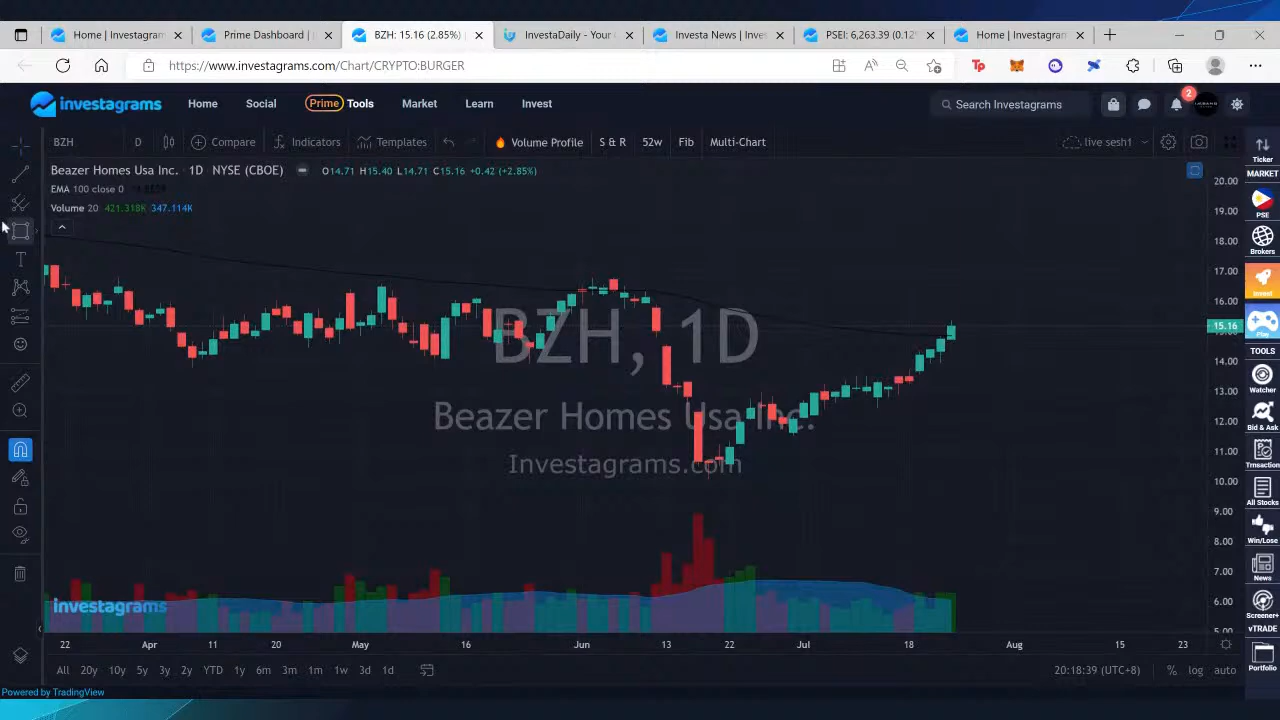 Home | Investagram
Prime Dashboard |
BZH: 15.16 (2.85%)
InvestaDaily - Your
Investa News | Inves
PSEI: 6,263.39 (0.12%
Home | Investagran
https://www.investagrams.com/Chart/CRYPTO:BURGER
investagrams
Home
Social
Prime Tools
Market
Learn
Invest
Search Investagrams
2
BZH
D
Compare
Indicators
Templates
Volume Profile
S & R
52w
Fib
Multi-Chart
live sesh1
Beazer Homes Usa Inc. 1D NYSE (CBOE)
O14.71 H15.40 L14.71 C15.16 +0.42 (+2.85%)
EMA 100 close 0
Volume 20 421.318K 347.114K
BZH, 1D
Beazer Homes Usa Inc.
Investagrams.com
investagrams
20.00
19.00
18.00
17.00
16.00
15.16
14.00
13.00
12.00
11.00
10.00
9.00
8.00
7.00
6.00
5.00
22
Apr
11
20
May
16
Jun
13
22
Jul
18
Aug
15
23
All 20y 10y 5y 3y 2y YTD 1y 6m 3m 1m 1w 3d 1d
20:18:39 (UTC+8)
% log auto
Powered by TradingView
Ticker
MARKET
PSE
Brokers
Invest
Play
TOOLS
Watcher
Bid & Ask
Trnsaction
All Stocks
Win/Lose
News
Screener+
vTRADE
Portfolio